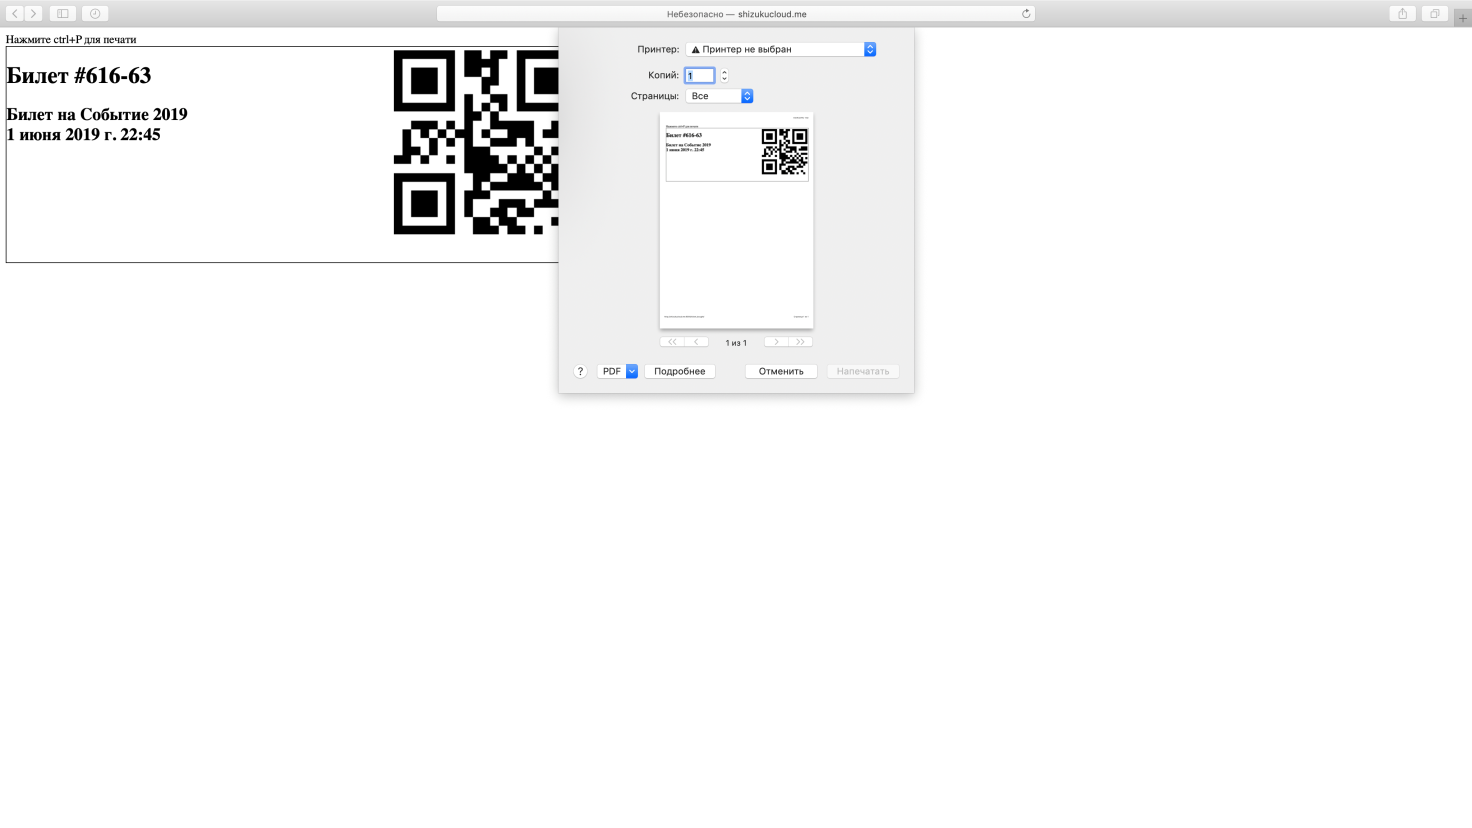 Небезопасно — shizukucloud.me
Нажмите ctrl+P для печати
Билет #616-63
Билет на Событие 2019
1 июня 2019 г. 22:45
Принтер: Принтер не выбран
Копий: 1
Страницы: Все
Билет #616-63
Билет на Событие 2019
1 июня 2019 г. 22:45
1 из 1
? PDF Подробнее Отменить Напечатать